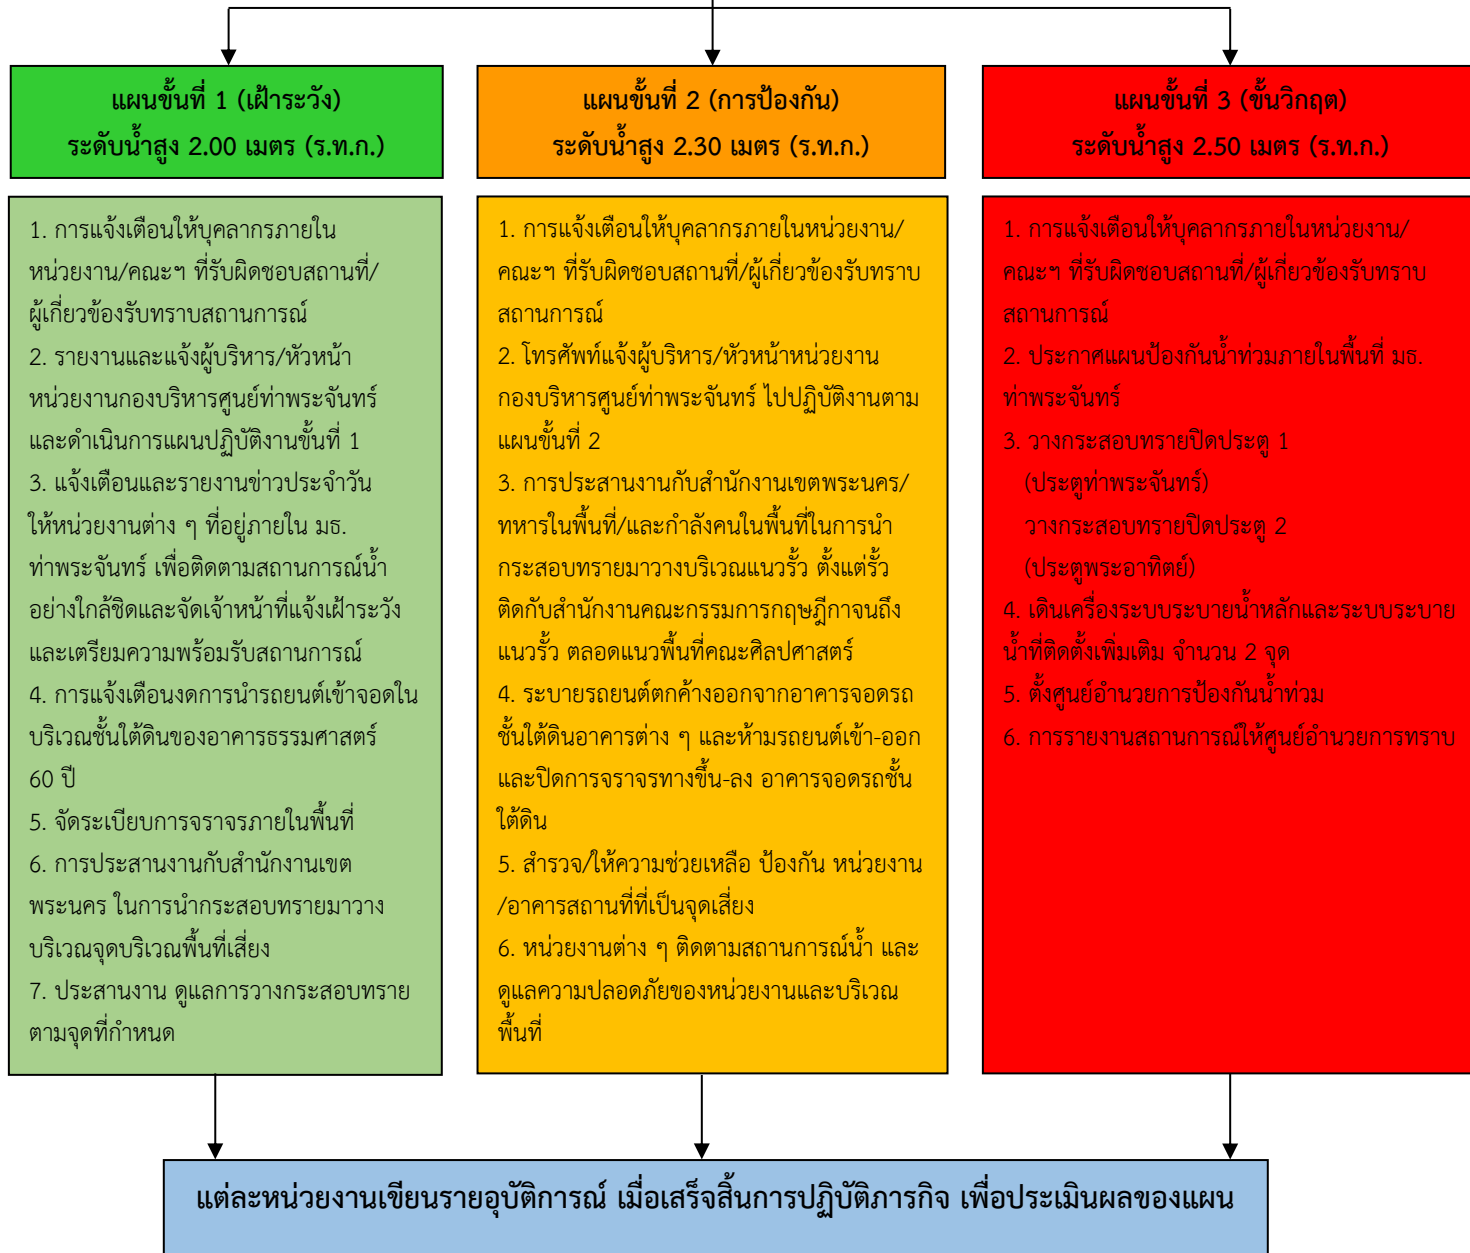 แผนขั้นที่ 1 (เฝ้าระวัง)
ระดับน้ำสูง 2.00 เมตร (ร.ท.ก.)
1. การแจ้งเตือนให้บุคลากรภายใน
หน่วยงาน/คณะฯ ที่รับผิดชอบสถานที่/
ผู้เกี่ยวข้องรับทราบสถานการณ์
2. รายงานและแจ้งผู้บริหาร/หัวหน้า
หน่วยงานกองบริหารศูนย์ท่าพระจันทร์
และดำเนินการแผนปฏิบัติงานขั้นที่ 1
3. แจ้งเตือนและรายงานข่าวประจำวัน
ให้หน่วยงานต่าง ๆ ที่อยู่ภายใน มธ.
ท่าพระจันทร์ เพื่อติดตามสถานการณ์น้ำ
อย่างใกล้ชิดและจัดเจ้าหน้าที่แจ้งเฝ้าระวัง
และเตรียมความพร้อมรับสถานการณ์
4. การแจ้งเตือนงดการนำรถยนต์เข้าจอดใน
บริเวณชั้นใต้ดินของอาคารธรรมศาสตร์
60 ปี
5. จัดระเบียบการจราจรภายในพื้นที่
6. การประสานงานกับสำนักงานเขต
พระนคร ในการนำกระสอบทรายมาวาง
บริเวณจุดบริเวณพื้นที่เสี่ยง
7. ประสานงาน ดูแลการวางกระสอบทราย
ตามจุดที่กำหนด
แผนขั้นที่ 2 (การป้องกัน)
ระดับน้ำสูง 2.30 เมตร (ร.ท.ก.)
1. การแจ้งเตือนให้บุคลากรภายในหน่วยงาน/
คณะฯ ที่รับผิดชอบสถานที่/ผู้เกี่ยวข้องรับทราบ
สถานการณ์
2. โทรศัพท์แจ้งผู้บริหาร/หัวหน้าหน่วยงาน
กองบริหารศูนย์ท่าพระจันทร์ ไปปฏิบัติงานตาม
แผนขั้นที่ 2
3. การประสานงานกับสำนักงานเขตพระนคร/
ทหารในพื้นที่/และกำลังคนในพื้นที่ในการนำ
กระสอบทรายมาวางบริเวณแนวรั้ว ตั้งแต่รั้ว
ติดกับสำนักงานคณะกรรมการกฤษฎีกาจนถึง
แนวรั้ว ตลอดแนวพื้นที่คณะศิลปศาสตร์
4. ระบายรถยนต์ตกค้างออกจากอาคารจอดรถ
ชั้นใต้ดินอาคารต่าง ๆ และห้ามรถยนต์เข้า-ออก
และปิดการจราจรทางขึ้น-ลง อาคารจอดรถชั้น
ใต้ดิน
5. สำรวจ/ให้ความช่วยเหลือ ป้องกัน หน่วยงาน
/อาคารสถานที่ที่เป็นจุดเสี่ยง
6. หน่วยงานต่าง ๆ ติดตามสถานการณ์น้ำ และ
ดูแลความปลอดภัยของหน่วยงานและบริเวณ
พื้นที่
แผนขั้นที่ 3 (ขั้นวิกฤต)
ระดับน้ำสูง 2.50 เมตร (ร.ท.ก.)
1. การแจ้งเตือนให้บุคลากรภายในหน่วยงาน/
คณะฯ ที่รับผิดชอบสถานที่/ผู้เกี่ยวข้องรับทราบ
สถานการณ์
2. ประกาศแผนป้องกันน้ำท่วมภายในพื้นที่ มธ.
ท่าพระจันทร์
3. วางกระสอบทรายปิดประตู 1
(ประตูท่าพระจันทร์)
วางกระสอบทรายปิดประตู 2
(ประตูพระอาทิตย์)
4. เดินเครื่องระบบระบายน้ำหลักและระบบระบาย
น้ำที่ติดตั้งเพิ่มเติม จำนวน 2 จุด
5. ตั้งศูนย์อำนวยการป้องกันน้ำท่วม
6. การรายงานสถานการณ์ให้ศูนย์อำนวยการทราบ
แต่ละหน่วยงานเขียนรายอุบัติการณ์ เมื่อเสร็จสิ้นการปฏิบัติภารกิจ เพื่อประเมินผลของแผน